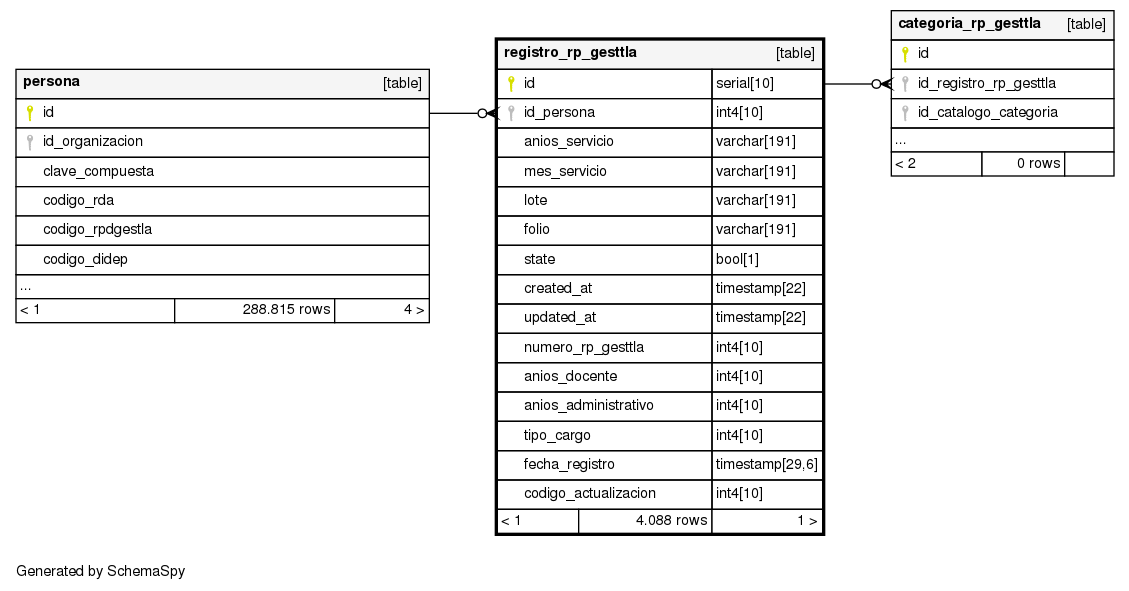 persona [table]
id
id_organizacion
clave_compuesta
codigo_rda
codigo_rpdgestla
codigo_didep
...
< 1 288.815 rows 4 >
registro_rp_gesttla [table]
id serial[10]
id_persona int4[10]
anios_servicio varchar[191]
mes_servicio varchar[191]
lote varchar[191]
folio varchar[191]
state bool[1]
created_at timestamp[22]
updated_at timestamp[22]
numero_rp_gesttla int4[10]
anios_docente int4[10]
anios_administrativo int4[10]
tipo_cargo int4[10]
fecha_registro timestamp[29,6]
codigo_actualizacion int4[10]
< 1 4.088 rows 1 >
categoria_rp_gesttla [table]
id
id_registro_rp_gesttla
id_catalogo_categoria
...
< 2 0 rows
Generated by SchemaSpy